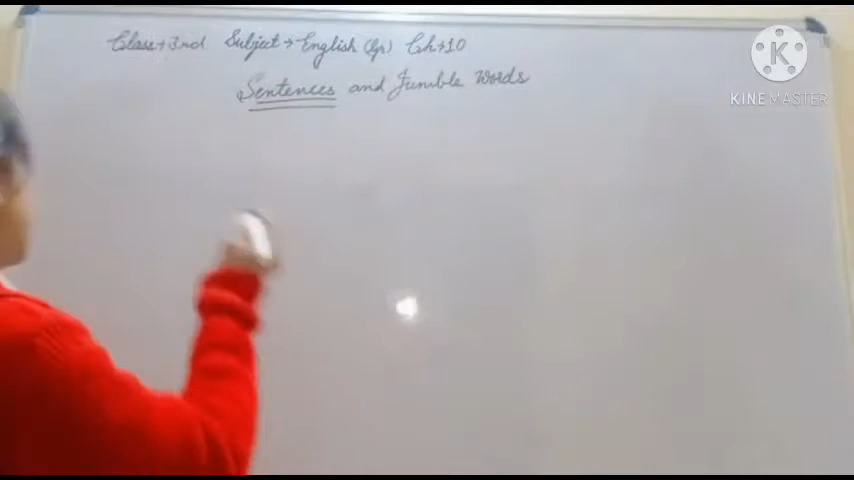 Class→3rd Subject→English (Gr) Ch→10
Sentences and Jumble Words
KINEMASTER